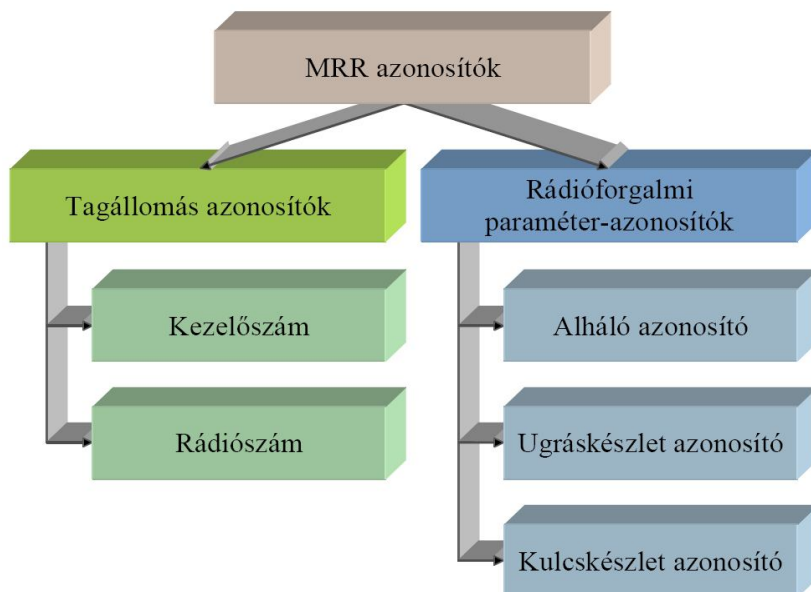 MRR azonosítók
Tagállomás azonosítók
Kezelőszám
Rádiószám
Rádióforgalmi
paraméter-azonosítók
Alháló azonosító
Ugráskészlet azonosító
Kulcskészlet azonosító